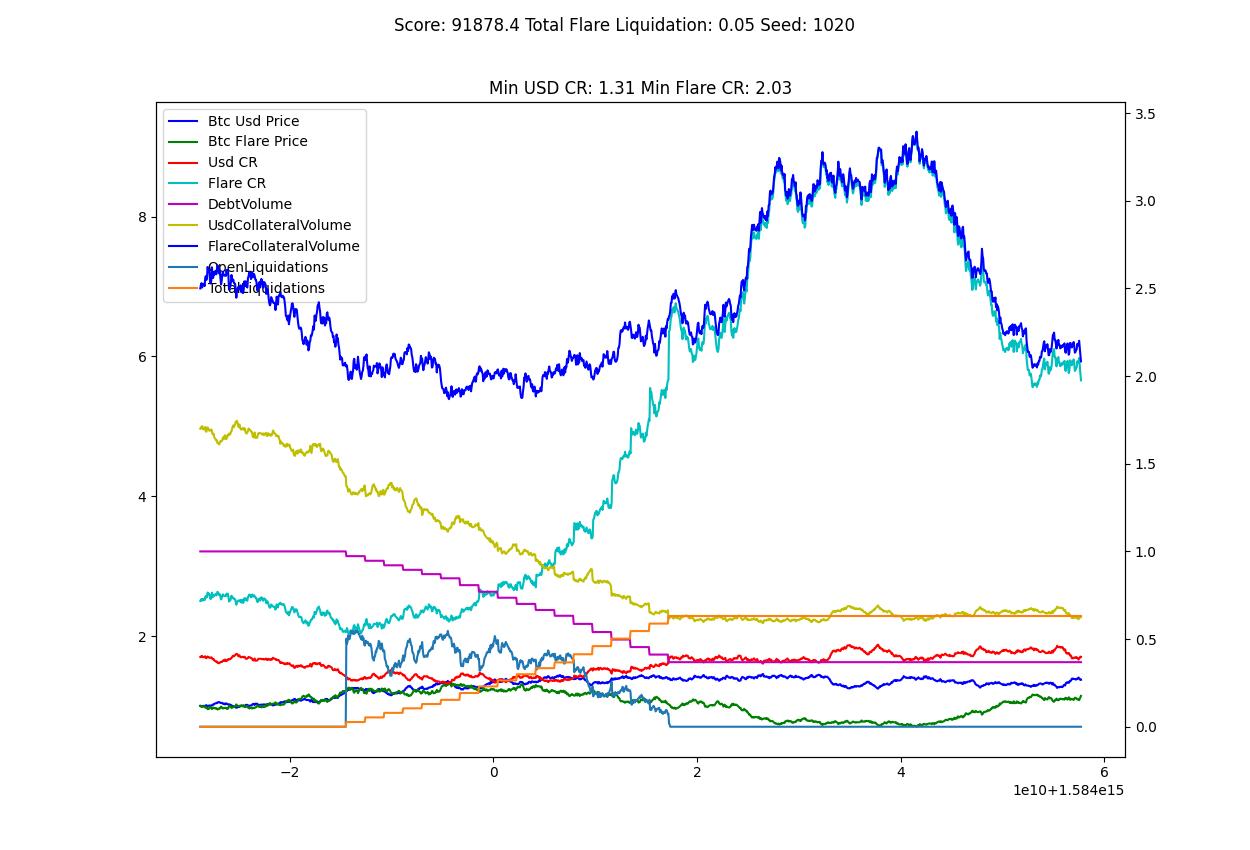 Score: 91878.4 Total Flare Liquidation: 0.05 Seed: 1020
Min USD CR: 1.31 Min Flare CR: 2.03
Btc Usd Price
Btc Flare Price
Usd CR
Flare CR
DebtVolume
UsdCollateralVolume
FlareCollateralVolume
OpenLiquidations
TotalLiquidations
8
6
4
2
3.5
3.0
2.5
2.0
1.5
1.0
0.5
0.0
−2
0
2
4
6
1e10+1.584e15